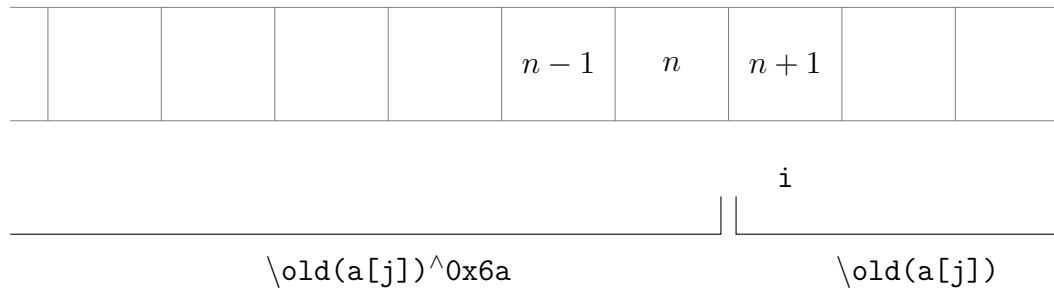 n − 1 n n + 1
i
\old(a[j])^0x6a \old(a[j])